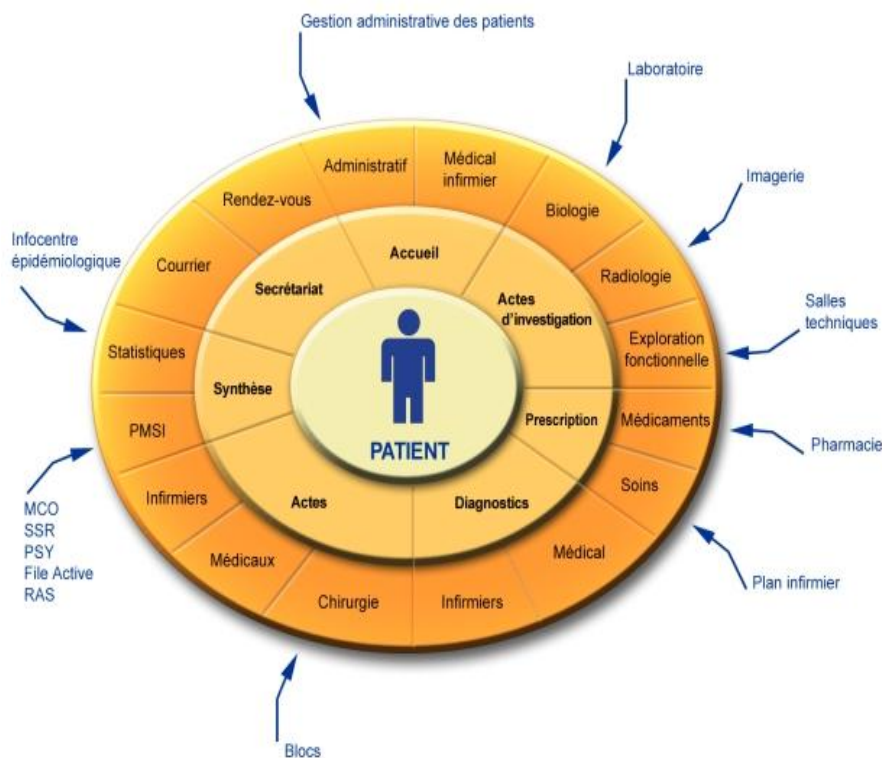 Gestion administrative des patients
Laboratoire
Imagerie
Salles
techniques
Pharmacie
Plan infirmier
Blocs
MCO
SSR
PSY
File Active
RAS
Infocentre
épidémiologique
Administratif
Médical
infirmier
Biologie
Radiologie
Exploration
fonctionnelle
Médicaments
Soins
Médical
Infirmiers
Chirurgie
Médicaux
Infirmiers
PMSI
Statistiques
Courrier
Rendez-vous
Accueil
Actes
d'investigation
Prescription
Diagnostics
Actes
Synthèse
Secrétariat
PATIENT